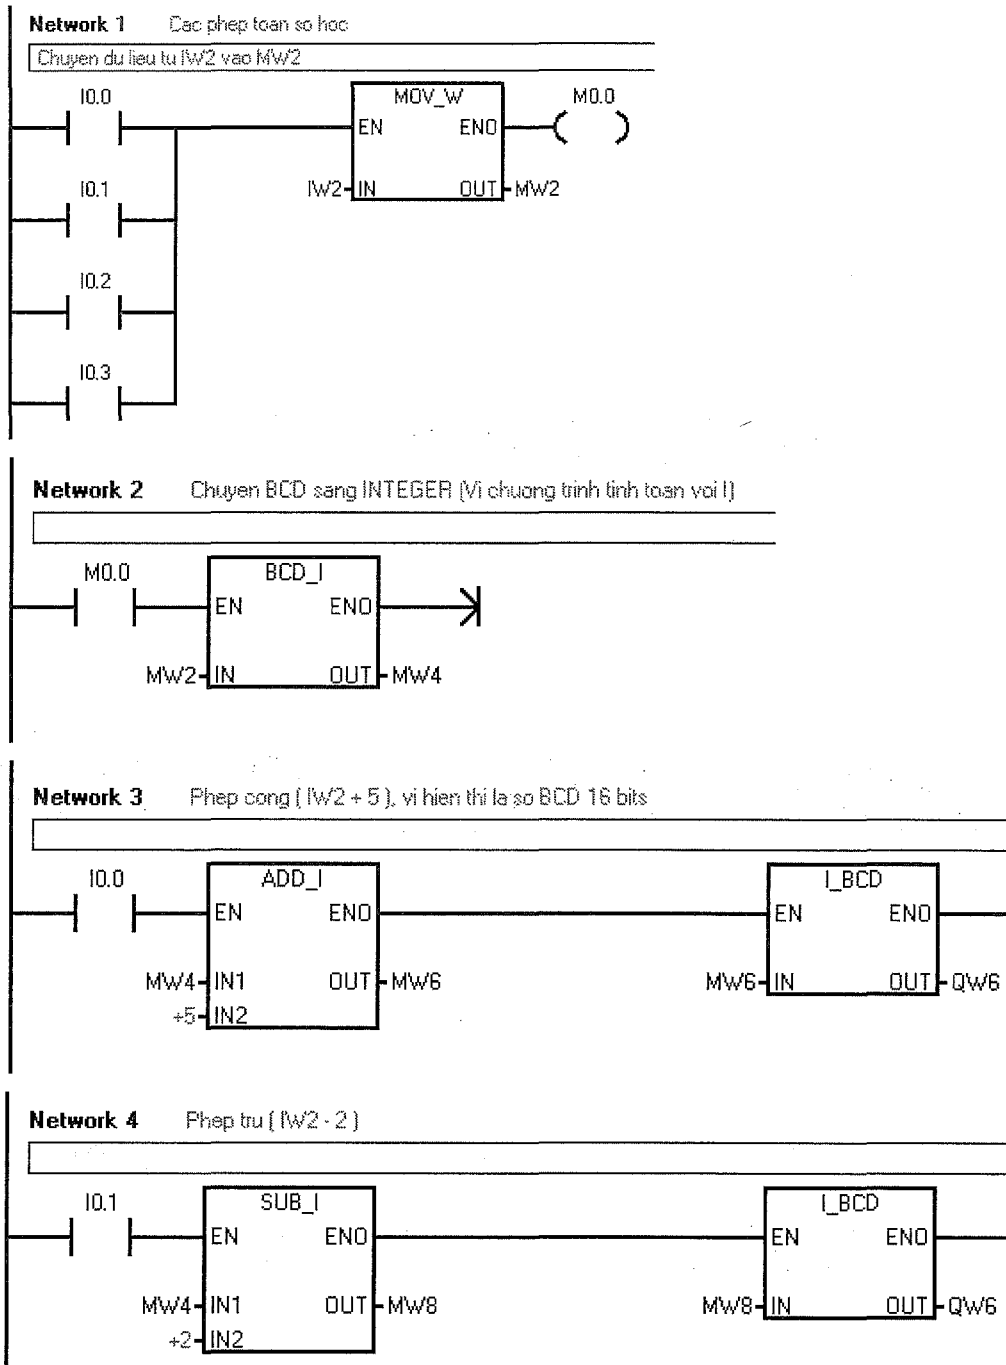 Network 1 Cac phep toan so hoc
Chuyen du lieu tu IW2 vao MW2
I0.0 MOV_W M0.0
EN ENO
I0.1 IW2 IN OUT MW2
I0.2
I0.3
Network 2 Chuyen BCD sang INTEGER (Vi chuong trinh tinh toan voi I)
M0.0 BCD_I
EN ENO
MW2 IN OUT MW4
Network 3 Phep cong ( IW2 + 5 ), vi hien thi la so BCD 16 bits
I0.0 ADD_I I_BCD
EN ENO EN ENO
MW4 IN1 OUT MW6 MW6 IN OUT QW6
+5 IN2
Network 4 Phep tru ( IW2 - 2 )
I0.1 SUB_I I_BCD
EN ENO EN ENO
MW4 IN1 OUT MW8 MW8 IN OUT QW6
+2 IN2